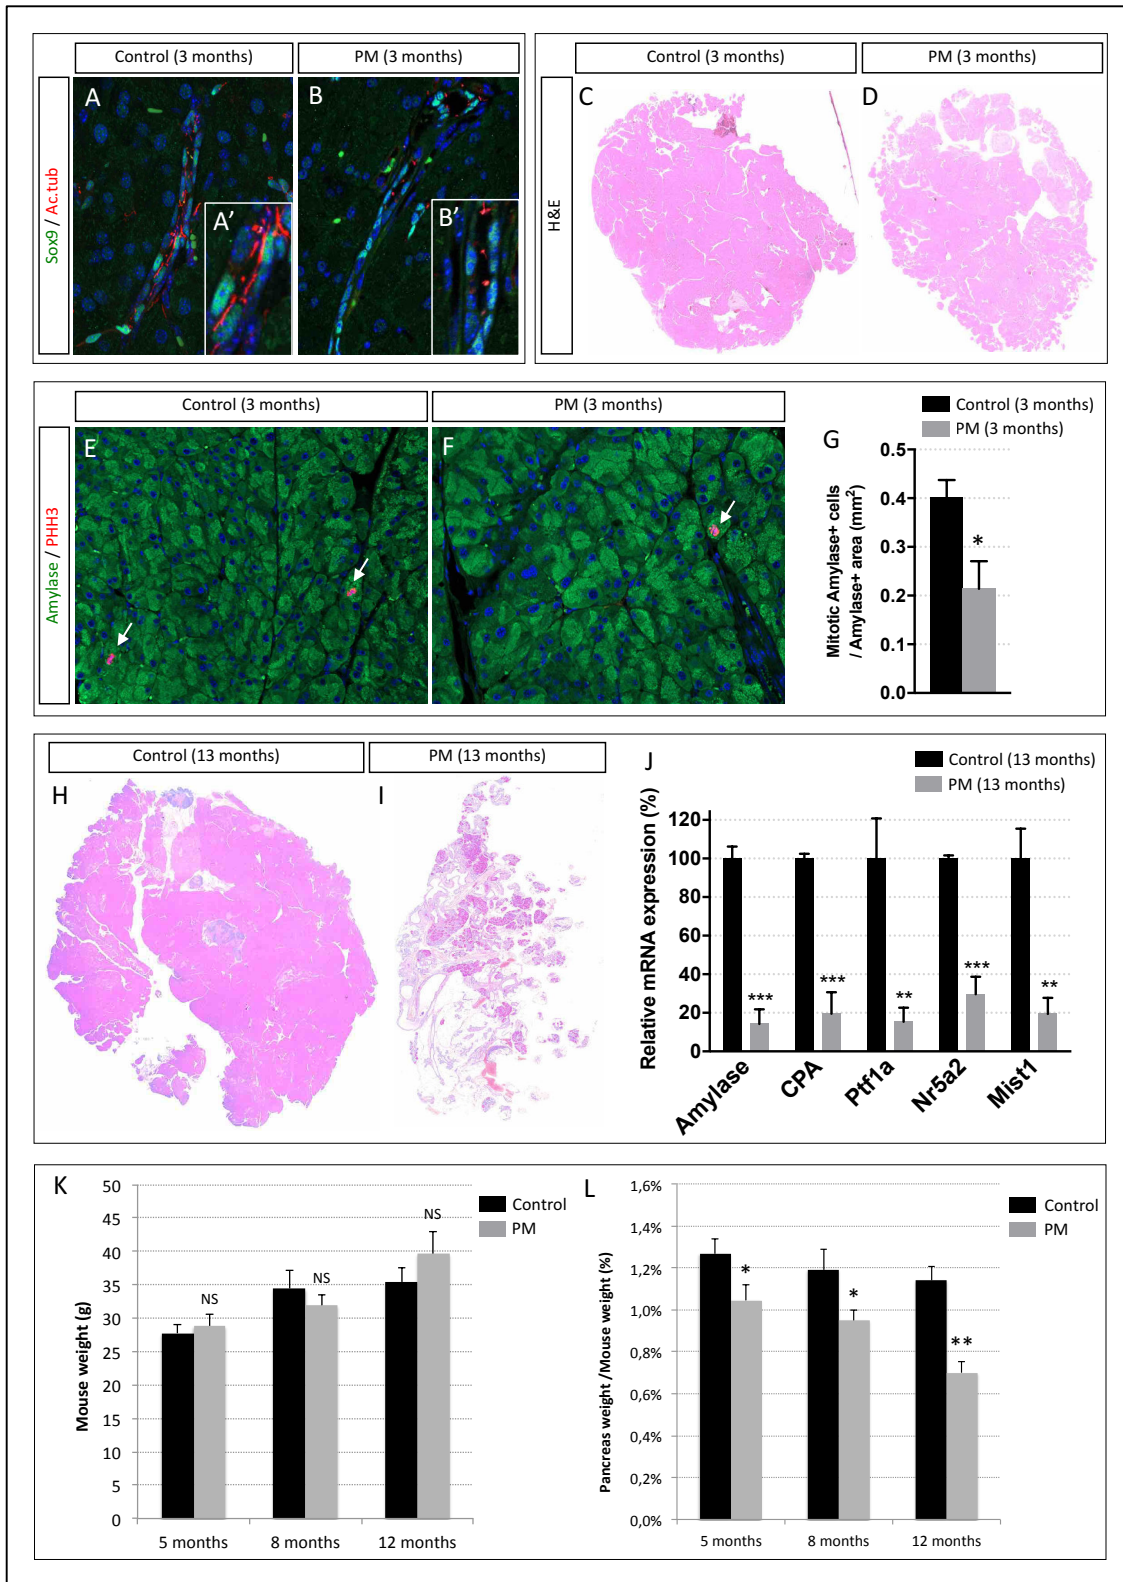 Control (3 months)
PM (3 months)
Sox9 / Ac.tub
A
A'
B
B'
Control (3 months)
PM (3 months)
H&E
C
D
Control (3 months)
PM (3 months)
Amylase / PHH3
E
F
G
Control (3 months)
PM (3 months)
Mitotic Amylase+ cells
/ Amylase+ area (mm²)
0.5
0.4
0.3
0.2
0.1
0.0
*
Control (13 months)
PM (13 months)
H
I
J
Control (13 months)
PM (13 months)
Relative mRNA expression (%)
120
100
80
60
40
20
0
***
***
**
***
**
Amylase
CPA
Ptf1a
Nr5a2
Mist1
K
Mouse weight (g)
50
45
40
35
30
25
20
15
10
5
0
NS
NS
NS
Control
PM
5 months
8 months
12 months
L
Pancreas weight /Mouse weight (%)
1,6%
1,4%
1,2%
1,0%
0,8%
0,6%
0,4%
0,2%
0,0%
*
*
**
Control
PM
5 months
8 months
12 months